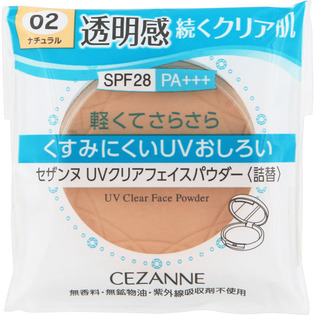 02
ナチュラル
透明感 続くクリア肌
SPF28 PA+++
軽くてさらさら
くすみにくいUVおしろい
セザンヌ UVクリアフェイスパウダー〈詰替〉
UV Clear Face Powder
CEZANNE
無香料・無鉱物油・紫外線吸収剤不使用